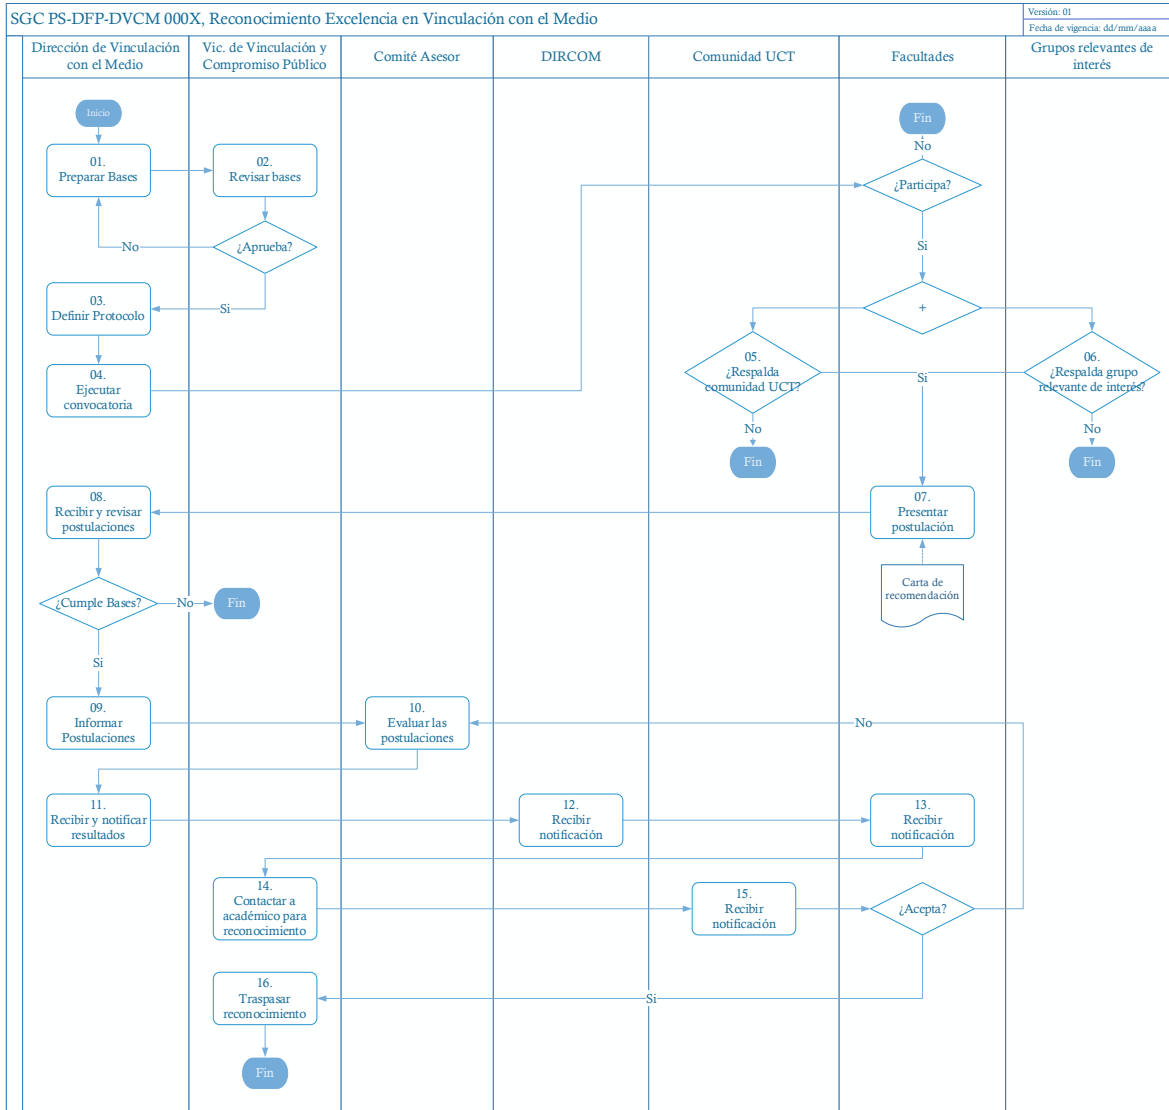 SGC PS-DFP-DVCM 000X, Reconocimiento Excelencia en Vinculación con el Medio
Versión: 01
Fecha de vigencia: dd/mm/aaaa
Dirección de Vinculación
con el Medio
Vic. de Vinculación y
Compromiso Público
Comité Asesor
DIRCOM
Comunidad UCT
Facultades
Grupos relevantes de
interés
Inicio
Fin
No
01.
Preparar Bases
02.
Revisar bases
¿Participa?
No
¿Aprueba?
Si
03.
Definir Protocolo
Si
+
04.
Ejecutar
convocatoria
05.
¿Respalda
comunidad UCT?
Si
06.
¿Respalda grupo
relevante de interés?
No
No
Fin
Fin
08.
Recibir y revisar
postulaciones
07.
Presentar
postulación
¿Cumple Bases?
No
Fin
Carta de
recomendación
Si
09.
Informar
Postulaciones
10.
Evaluar las
postulaciones
No
11.
Recibir y notificar
resultados
12.
Recibir
notificación
13.
Recibir
notificación
14.
Contactar a
académico para
reconocimiento
15.
Recibir
notificación
¿Acepta?
16.
Traspasar
reconocimiento
Si
Fin